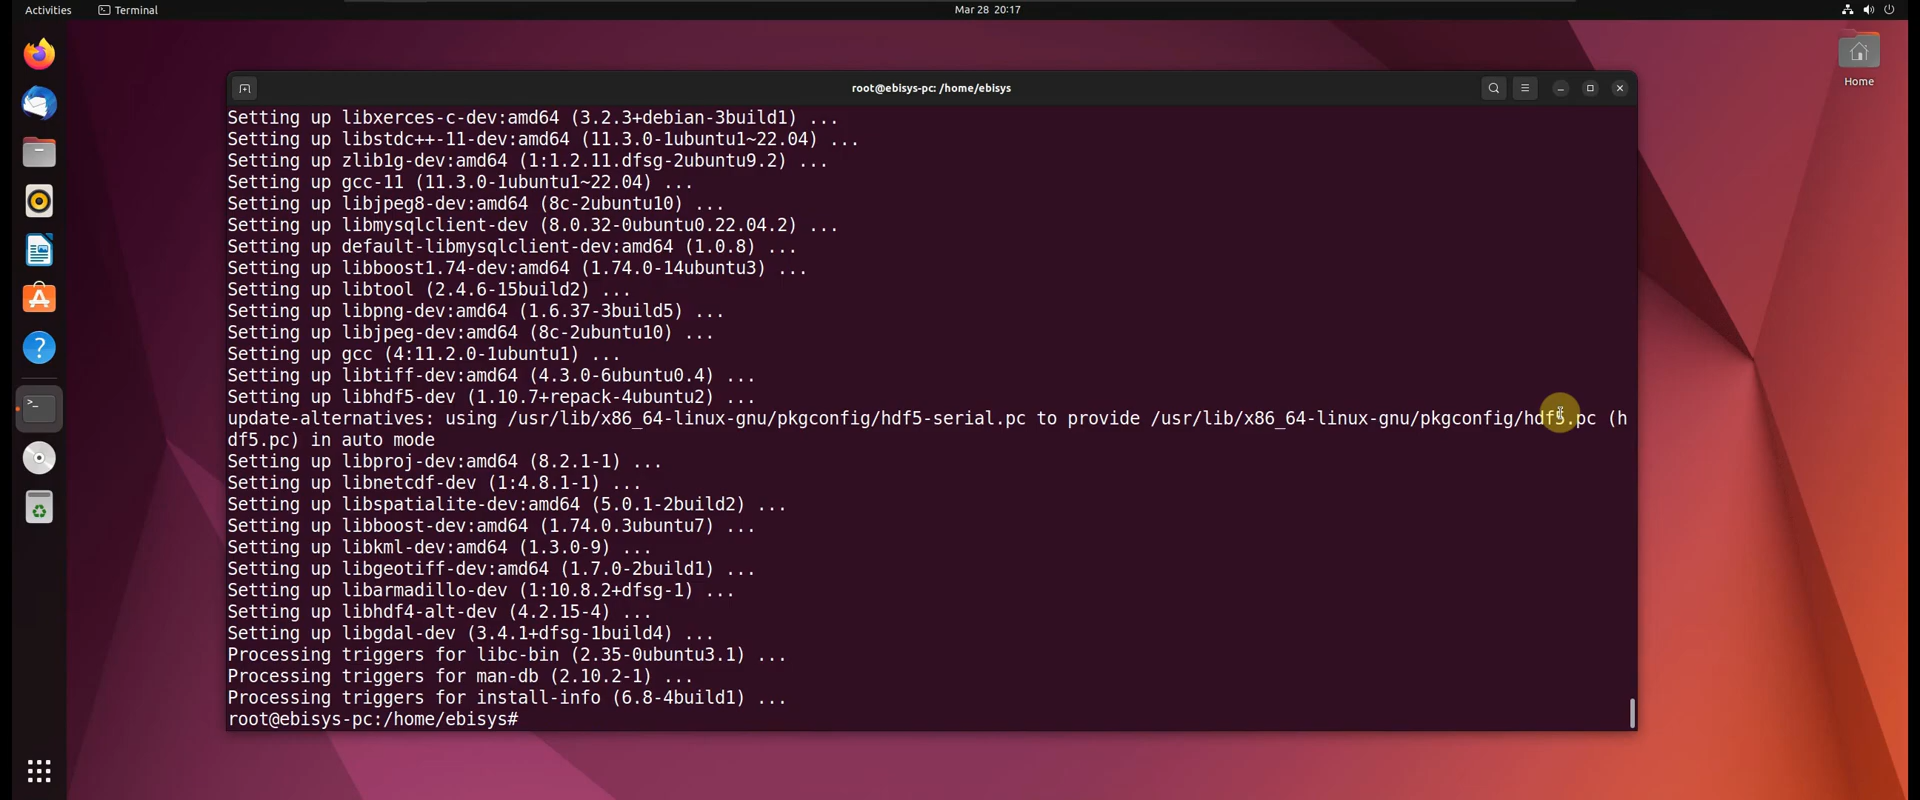 Activities
Terminal
Mar 28 20:17
Home
root@ebisys-pc: /home/ebisys
Setting up libxerces-c-dev:amd64 (3.2.3+debian-3build1) ...
Setting up libstdc++-11-dev:amd64 (11.3.0-1ubuntu1~22.04) ...
Setting up zlib1g-dev:amd64 (1:1.2.11.dfsg-2ubuntu9.2) ...
Setting up gcc-11 (11.3.0-1ubuntu1~22.04) ...
Setting up libjpeg8-dev:amd64 (8c-2ubuntu10) ...
Setting up libmysqlclient-dev (8.0.32-0ubuntu0.22.04.2) ...
Setting up default-libmysqlclient-dev:amd64 (1.0.8) ...
Setting up libboost1.74-dev:amd64 (1.74.0-14ubuntu3) ...
Setting up libtool (2.4.6-15build2) ...
Setting up libpng-dev:amd64 (1.6.37-3build5) ...
Setting up libjpeg-dev:amd64 (8c-2ubuntu10) ...
Setting up gcc (4:11.2.0-1ubuntu1) ...
Setting up libtiff-dev:amd64 (4.3.0-6ubuntu0.4) ...
Setting up libhdf5-dev (1.10.7+repack-4ubuntu2) ...
update-alternatives: using /usr/lib/x86_64-linux-gnu/pkgconfig/hdf5-serial.pc to provide /usr/lib/x86_64-linux-gnu/pkgconfig/hdf5.pc (h
df5.pc) in auto mode
Setting up libproj-dev:amd64 (8.2.1-1) ...
Setting up libnetcdf-dev (1:4.8.1-1) ...
Setting up libspatialite-dev:amd64 (5.0.1-2build2) ...
Setting up libboost-dev:amd64 (1.74.0.3ubuntu7) ...
Setting up libkml-dev:amd64 (1.3.0-9) ...
Setting up libgeotiff-dev:amd64 (1.7.0-2build1) ...
Setting up libarmadillo-dev (1:10.8.2+dfsg-1) ...
Setting up libhdf4-alt-dev (4.2.15-4) ...
Setting up libgdal-dev (3.4.1+dfsg-1build4) ...
Processing triggers for libc-bin (2.35-0ubuntu3.1) ...
Processing triggers for man-db (2.10.2-1) ...
Processing triggers for install-info (6.8-4build1) ...
root@ebisys-pc:/home/ebisys#